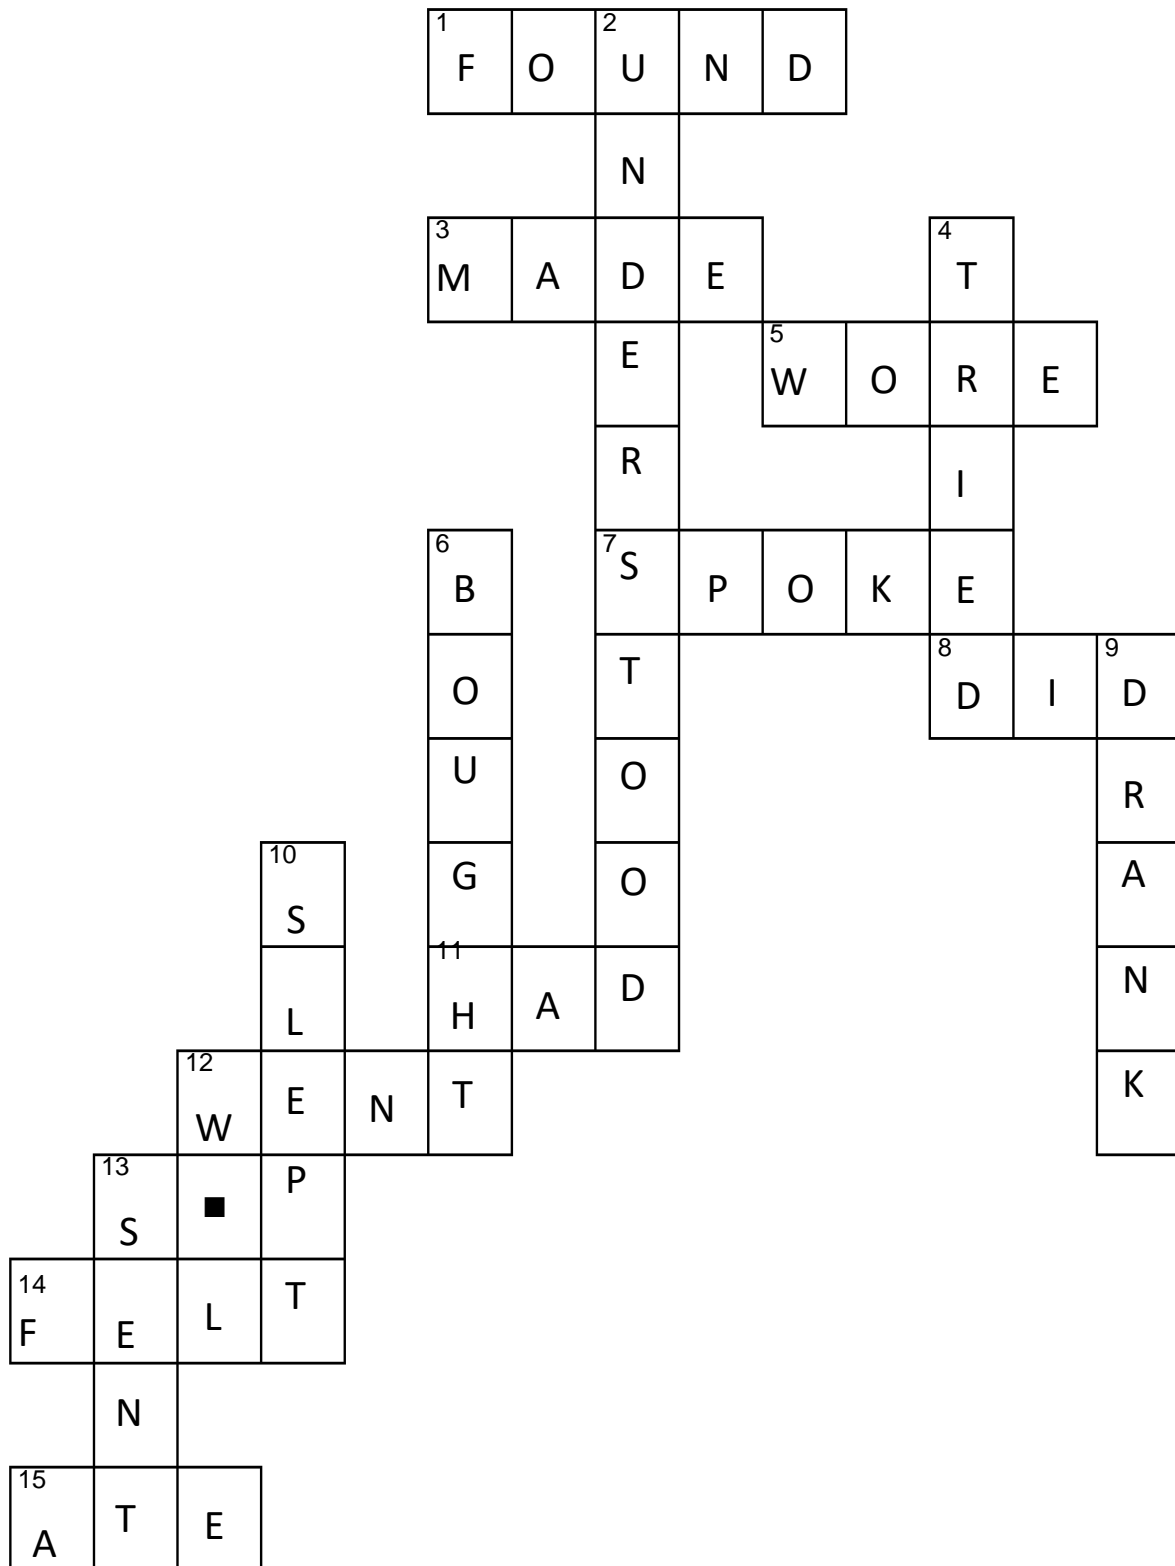 1 2
F O U N D
N
3 4
M A D E T
5
E W O R E
R I
6 7
B S P O K E
8 9
O T D I D
U O R
10
S G O A
11
L H A D N
12
W E N T K
13
S ■ P
14
F E L T
N
15
A T E